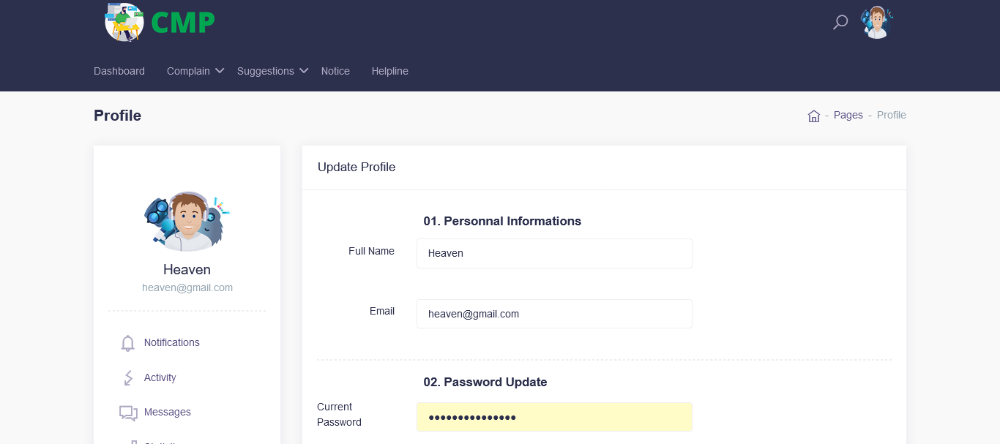 CMP
Dashboard Complain Suggestions Notice Helpline
Profile
- Pages - Profile
Update Profile
01. Personnal Informations
Full Name Heaven
Email heaven@gmail.com
02. Password Update
Current
Password •••••••••••••••
Heaven
heaven@gmail.com
Notifications
Activity
Messages